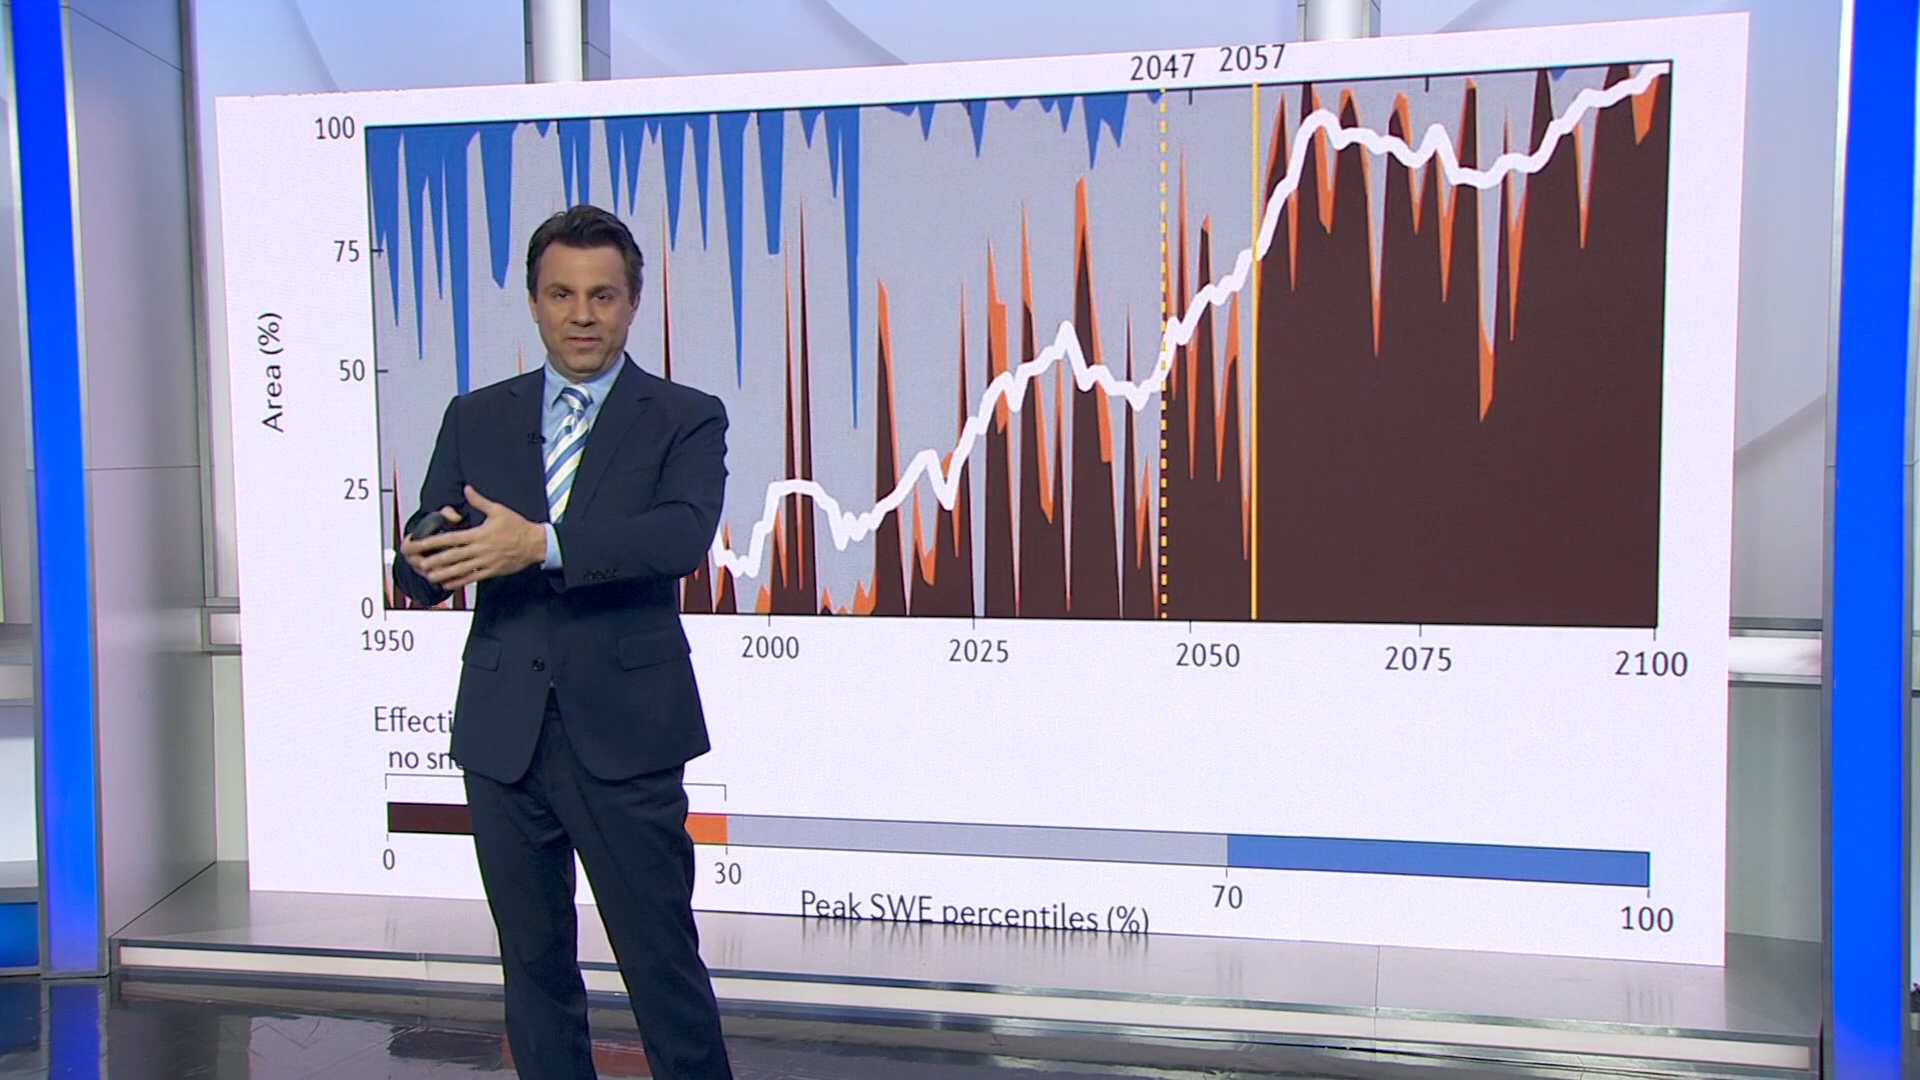 2047 2057
100
75
50
25
0
Area (%)
1950 2000 2025 2050 2075 2100
Effecti
no sn
0 30 70 100
Peak SWE percentiles (%)